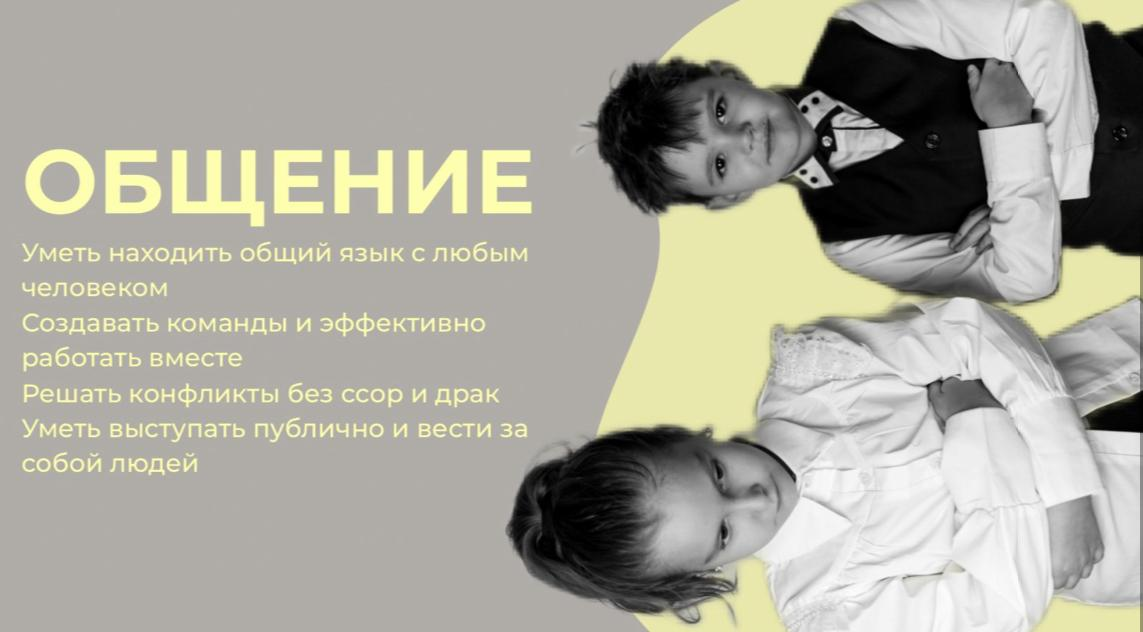 ОБЩЕНИЕ
Уметь находить общий язык с любым
человеком
Создавать команды и эффективно
работать вместе
Решать конфликты без ссор и драк
Уметь выступать публично и вести за
собой людей